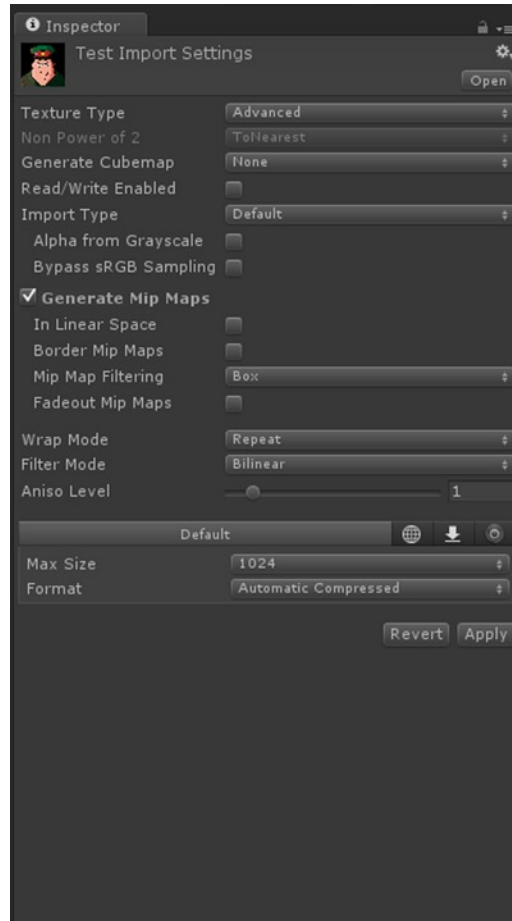 Inspector
Test Import Settings
Open
Texture Type Advanced
Non Power of 2 ToNearest
Generate Cubemap None
Read/Write Enabled
Import Type Default
Alpha from Grayscale
Bypass sRGB Sampling
Generate Mip Maps
In Linear Space
Border Mip Maps
Mip Map Filtering Box
Fadeout Mip Maps
Wrap Mode Repeat
Filter Mode Bilinear
Aniso Level 1
Default
Max Size 1024
Format Automatic Compressed
Revert Apply